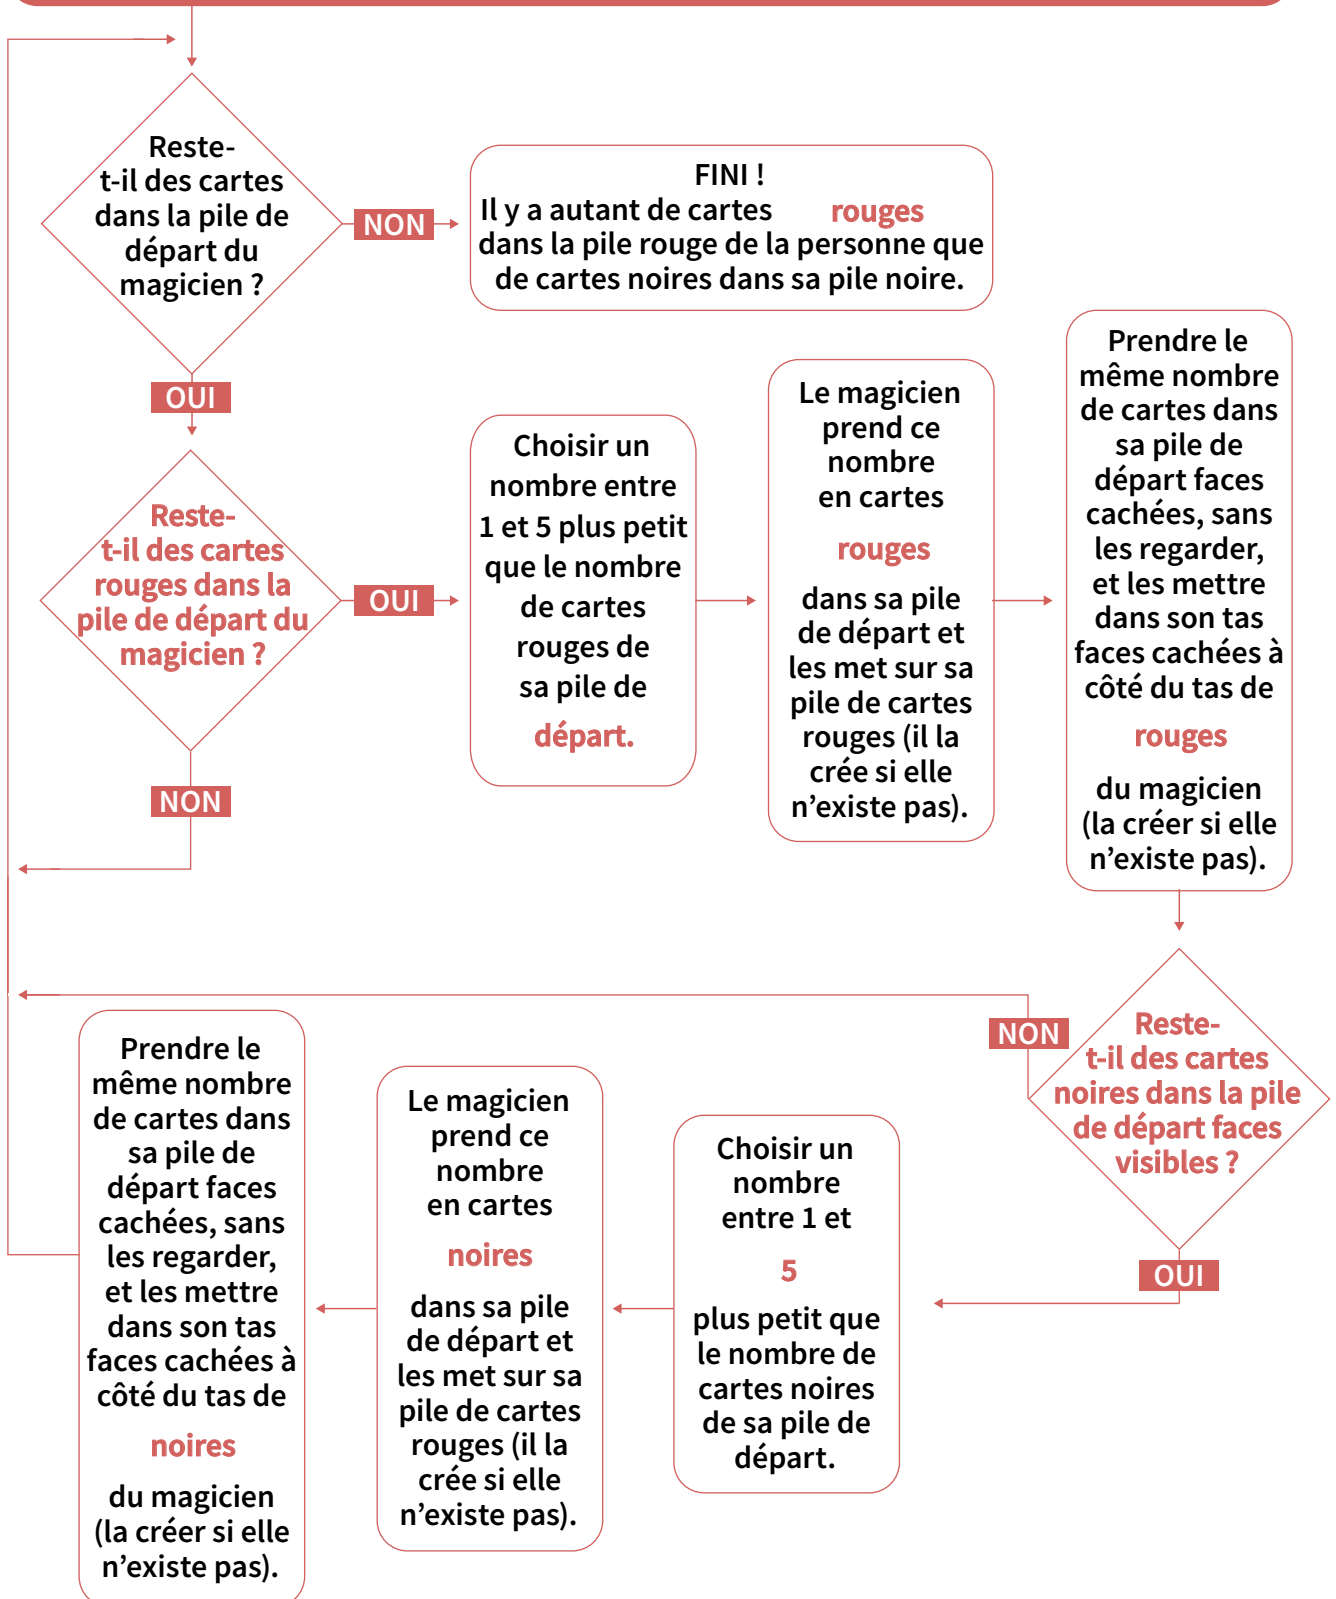 Reste-
t-il des cartes
dans la pile de
départ du
magicien ?
NON
FINI !
Il y a autant de cartes rouges
dans la pile rouge de la personne que
de cartes noires dans sa pile noire.
OUI
Reste-
t-il des cartes
rouges dans la
pile de départ du
magicien ?
OUI
Choisir un
nombre entre
1 et 5 plus petit
que le nombre
de cartes
rouges de
sa pile de
départ.
Le magicien
prend ce
nombre
en cartes
rouges
dans sa pile
de départ et
les met sur sa
pile de cartes
rouges (il la
crée si elle
n’existe pas).
Prendre le
même nombre
de cartes dans
sa pile de
départ faces
cachées, sans
les regarder,
et les mettre
dans son tas
faces cachées à
côté du tas de
rouges
du magicien
(la créer si elle
n’existe pas).
NON
Reste-
t-il des cartes
noires dans la pile
de départ faces
visibles ?
NON
OUI
Choisir un
nombre
entre 1 et
5
plus petit que
le nombre de
cartes noires
de sa pile de
départ.
Le magicien
prend ce
nombre
en cartes
noires
dans sa pile
de départ et
les met sur sa
pile de cartes
rouges (il la
crée si elle
n’existe pas).
Prendre le
même nombre
de cartes dans
sa pile de
départ faces
cachées, sans
les regarder,
et les mettre
dans son tas
faces cachées à
côté du tas de
noires
du magicien
(la créer si elle
n’existe pas).